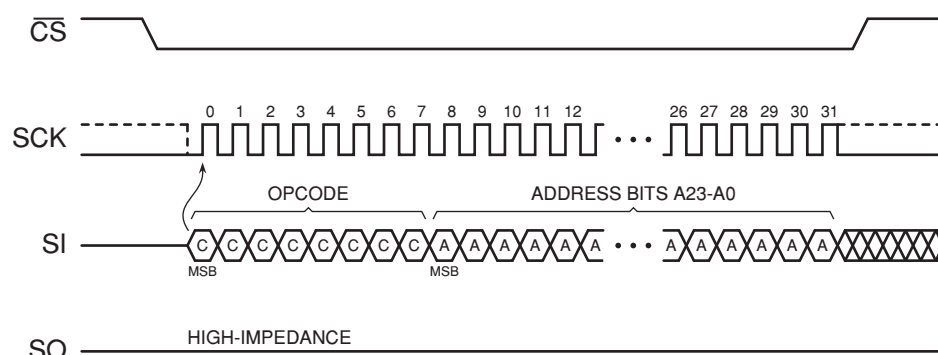 CS
0 1 2 3 4 5 6 7 8 9 10 11 12 26 27 28 29 30 31
SCK
OPCODE ADDRESS BITS A23-A0
SI C C C C C C C C A A A A A A A A A A A A
MSB MSB
HIGH-IMPEDANCE
SO